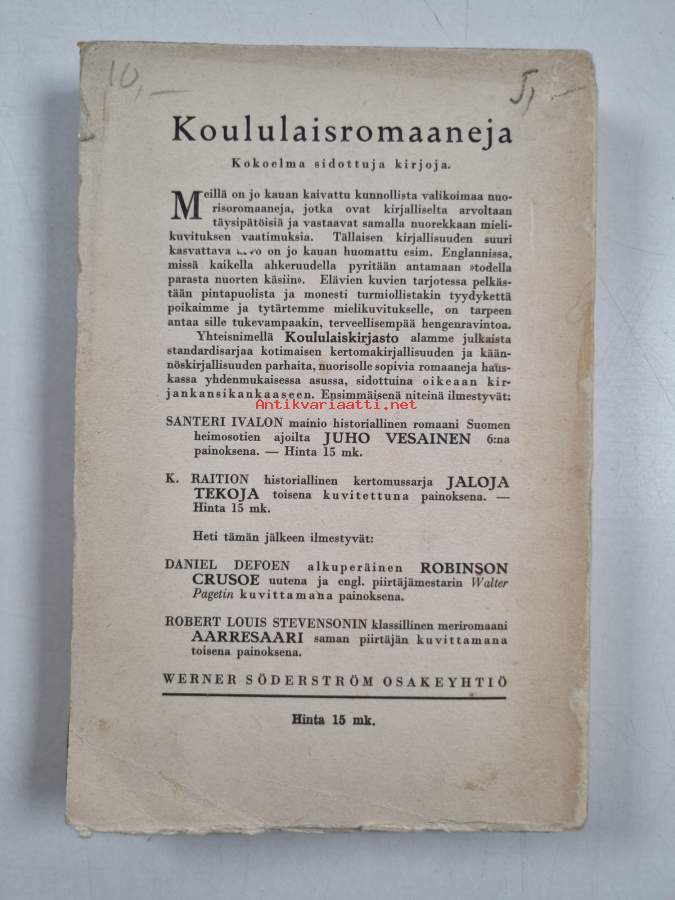 10,—
5,—
Koululaisromaaneja
Kokoelma sidottuja kirjoja.
Meillä on jo kauan kaivattu kunnollista valikoimaa nuo-
risoromaaneja, jotka ovat kirjalliselta arvoltaan
täysipätöisiä ja vastaavat samalla nuorekkaan mieli-
kuvituksen vaatimuksia. Tällaisen kirjallisuuden suuri
kasvattava on jo kauan huomattu esim. Englannissa,
missä kaikella ahkeruudella pyritään antamaan »todella
parasta nuorten käsiin». Elävien kuvien tarjotessa pelkäs-
tään pintapuolista ja monesti turmiollistakin tyydykettä
poikaimme ja tytärtemme mielikuvitukselle, on tarpeen
antaa sille tukevampaakin, terveellisempää hengenravintoa.
Yhteisnimellä Koululaiskirjasto alamme julkaista
standardisarjaa kotimaisen kertomakirjallisuuden ja kään-
nöskirjallisuuden parhaita, nuorisolle sopivia romaaneja haus-
kassa yhdenmukaisessa asussa, sidottuina oikeaan kir-
jankansikankaaseen. Ensimmäisenä niteinä ilmestyvät:
Antikvariaatti.net
SANTERI IVALON mainio historiallinen romaani Suomen
heimosotien ajoilta JUHO VESAINEN 6:na
painoksena. — Hinta 15 mk.
K. RAITION historiallinen kertomussarja JALOJA
TEKOJA toisena kuvitettuna painoksena. —
Hinta 15 mk.
Heti tämän jälkeen ilmestyvät:
DANIEL DEFOEN alkuperäinen ROBINSON
CRUSOE uutena ja engl. piirtäjämestarin Walter
Pagetin kuvittamana painoksena.
ROBERT LOUIS STEVENSONIN klassillinen meriromaani
AARRESAARI saman piirtäjän kuvittamana
toisena painoksena.
WERNER SÖDERSTRÖM OSAKEYHTIÖ
Hinta 15 mk.